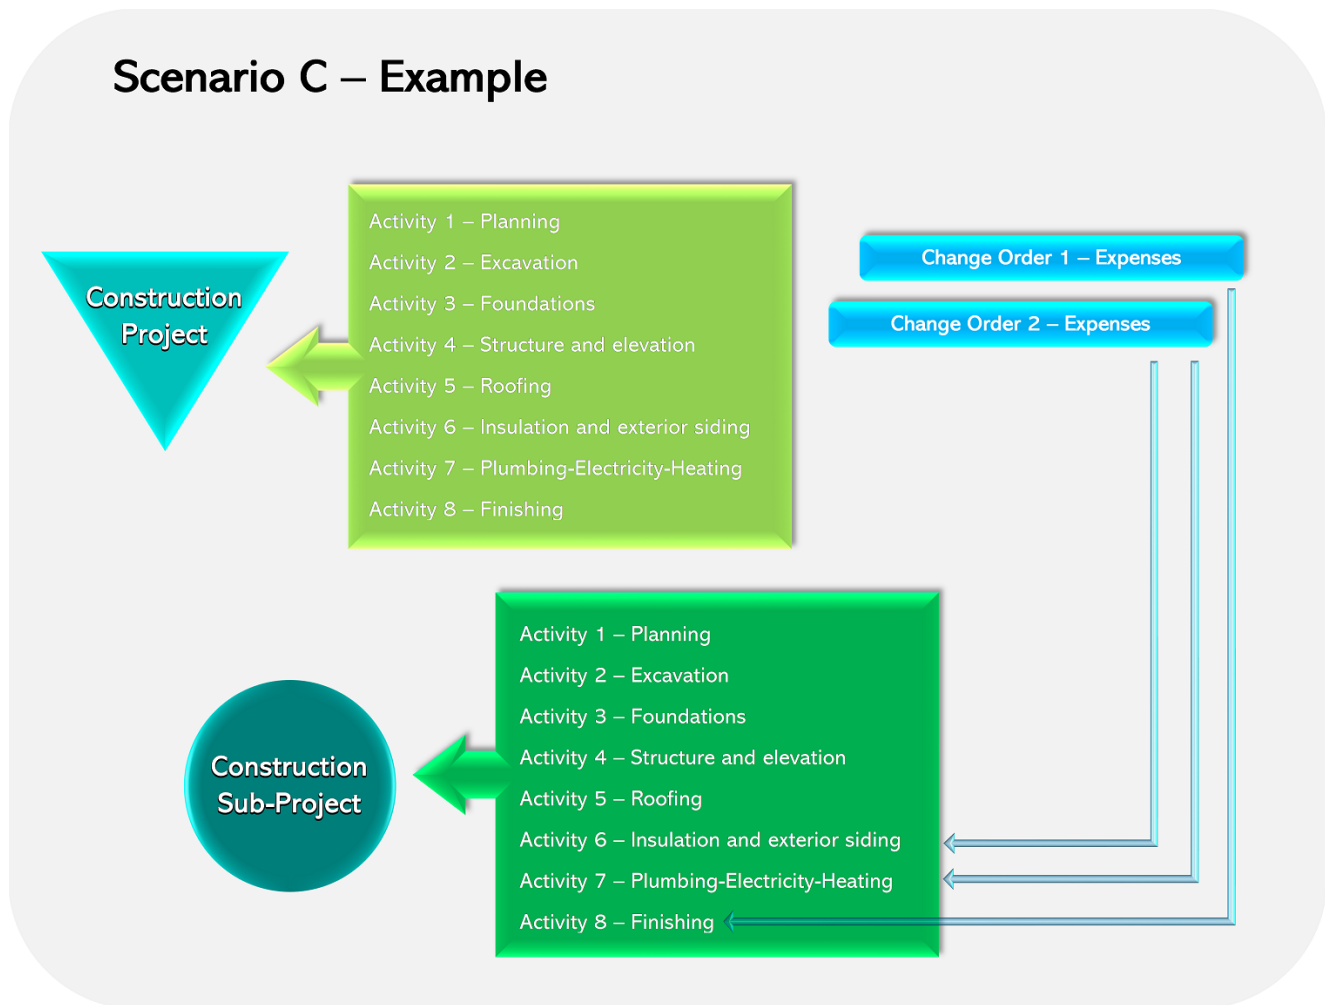 Scenario C – Example
Construction
Project
Activity 1 – Planning
Activity 2 – Excavation
Activity 3 – Foundations
Activity 4 – Structure and elevation
Activity 5 – Roofing
Activity 6 – Insulation and exterior siding
Activity 7 – Plumbing-Electricity-Heating
Activity 8 – Finishing
Change Order 1 – Expenses
Change Order 2 – Expenses
Construction
Sub-Project
Activity 1 – Planning
Activity 2 – Excavation
Activity 3 – Foundations
Activity 4 – Structure and elevation
Activity 5 – Roofing
Activity 6 – Insulation and exterior siding
Activity 7 – Plumbing-Electricity-Heating
Activity 8 – Finishing